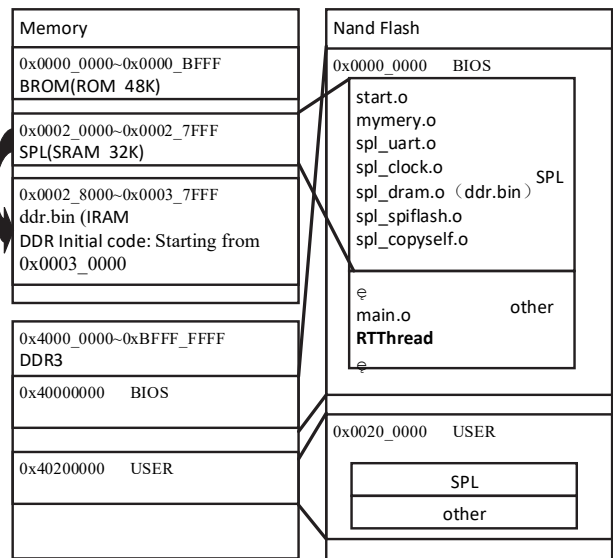 Memory
0x0000_0000~0x0000_BFFF
BROM(ROM 48K)
0x0002_0000~0x0002_7FFF
SPL(SRAM 32K)
0x0002_8000~0x0003_7FFF
ddr.bin (IRAM
DDR Initial code: Starting from
0x0003_0000
0x4000_0000~0xBFFF_FFFF
DDR3
0x40000000 BIOS
0x40200000 USER
Nand Flash
0x0000_0000 BIOS
start.o
mymery.o
spl_uart.o
spl_clock.o
spl_dram.o（ddr.bin）
spl_spiflash.o
spl_copyself.o
SPL
main.o
RTThread
other
0x0020_0000 USER
SPL
other